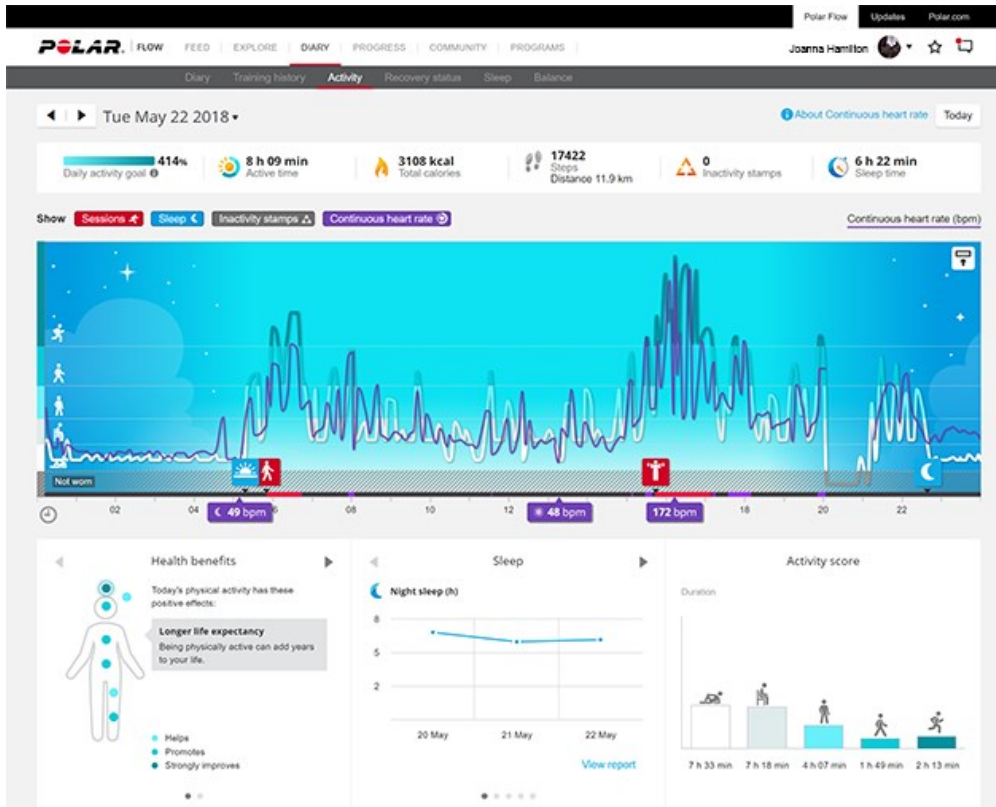 Polar Flow Updates Polar.com
POLAR. FLOW FEED EXPLORE DIARY PROGRESS COMMUNITY PROGRAMS Joanna Hamilton
Diary Training history Activity Recovery status Sleep Balance
Tue May 22 2018 About Continuous heart rate Today
414% 8 h 09 min 3108 kcal 17422 0 6 h 22 min
Daily activity goal Active time Total calories Steps Inactivity stamps Sleep time
Distance 11.9 km
Show Sessions Sleep Inactivity stamps Continuous heart rate Continuous heart rate (bpm)
Not worn
02 04 6 08 10 12 18 20 22
49 bpm 48 bpm 172 bpm
Health benefits
Today's physical activity has these
positive effects:
Longer life expectancy
Being physically active can add years
to your life.
Helps
Promotes
Strongly improves
Sleep
Night sleep (h)
8
5
2
20 May 21 May 22 May
View report
Activity score
Duration
7 h 33 min 7 h 18 min 4 h 07 min 1 h 49 min 2 h 13 min